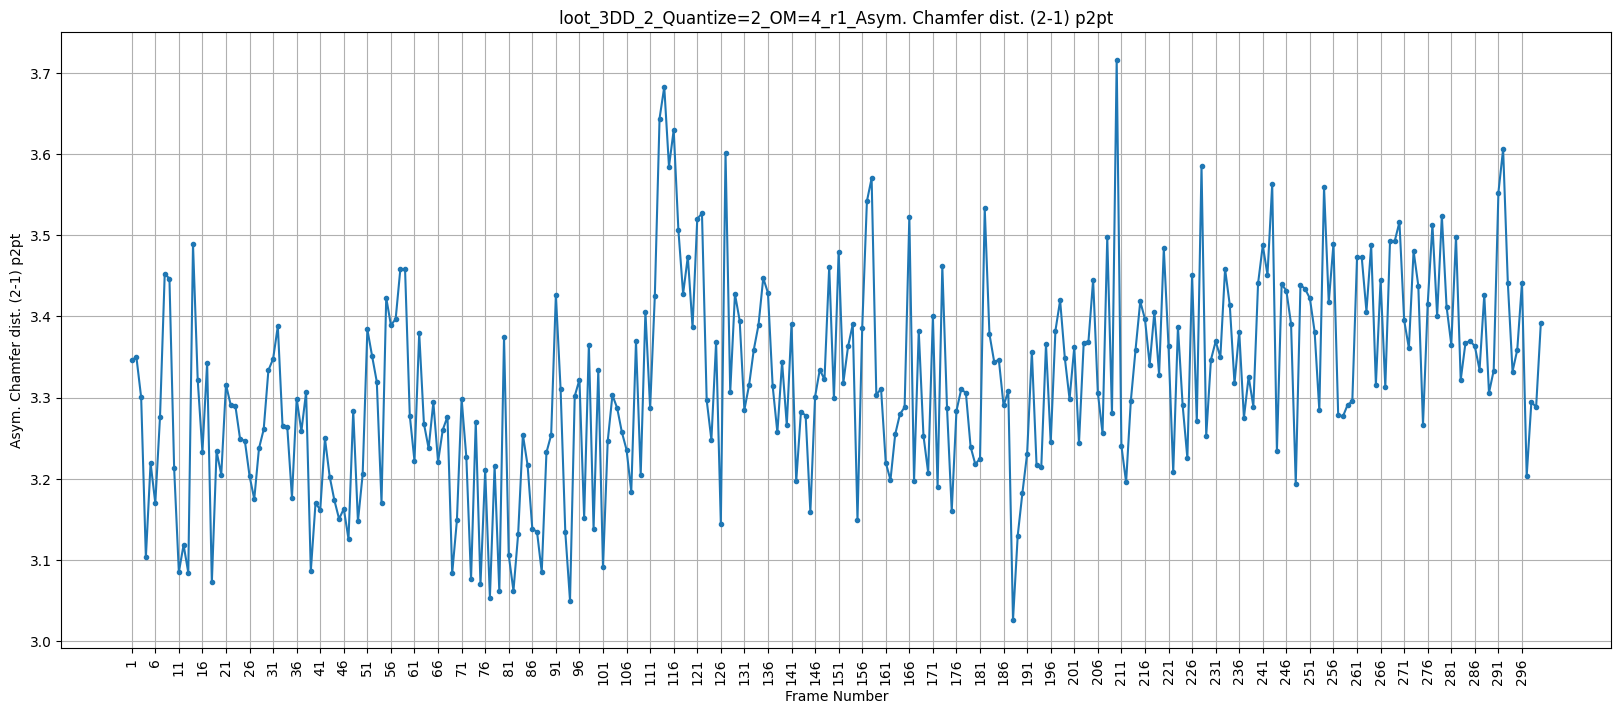 loot_3DD_2_Quantize=2_OM=4_r1_Asym. Chamfer dist. (2-1) p2pt
Asym. Chamfer dist. (2-1) p2pt
3.7
3.6
3.5
3.4
3.3
3.2
3.1
3.0
1 6 11 16 21 26 31 36 41 46 51 56 61 66 71 76 81 86 91 96 101 106 111 116 121 126 131 136 141 146 151 156 161 166 171 176 181 186 191 196 201 206 211 216 221 226 231 236 241 246 251 256 261 266 271 276 281 286 291 296
Frame Number